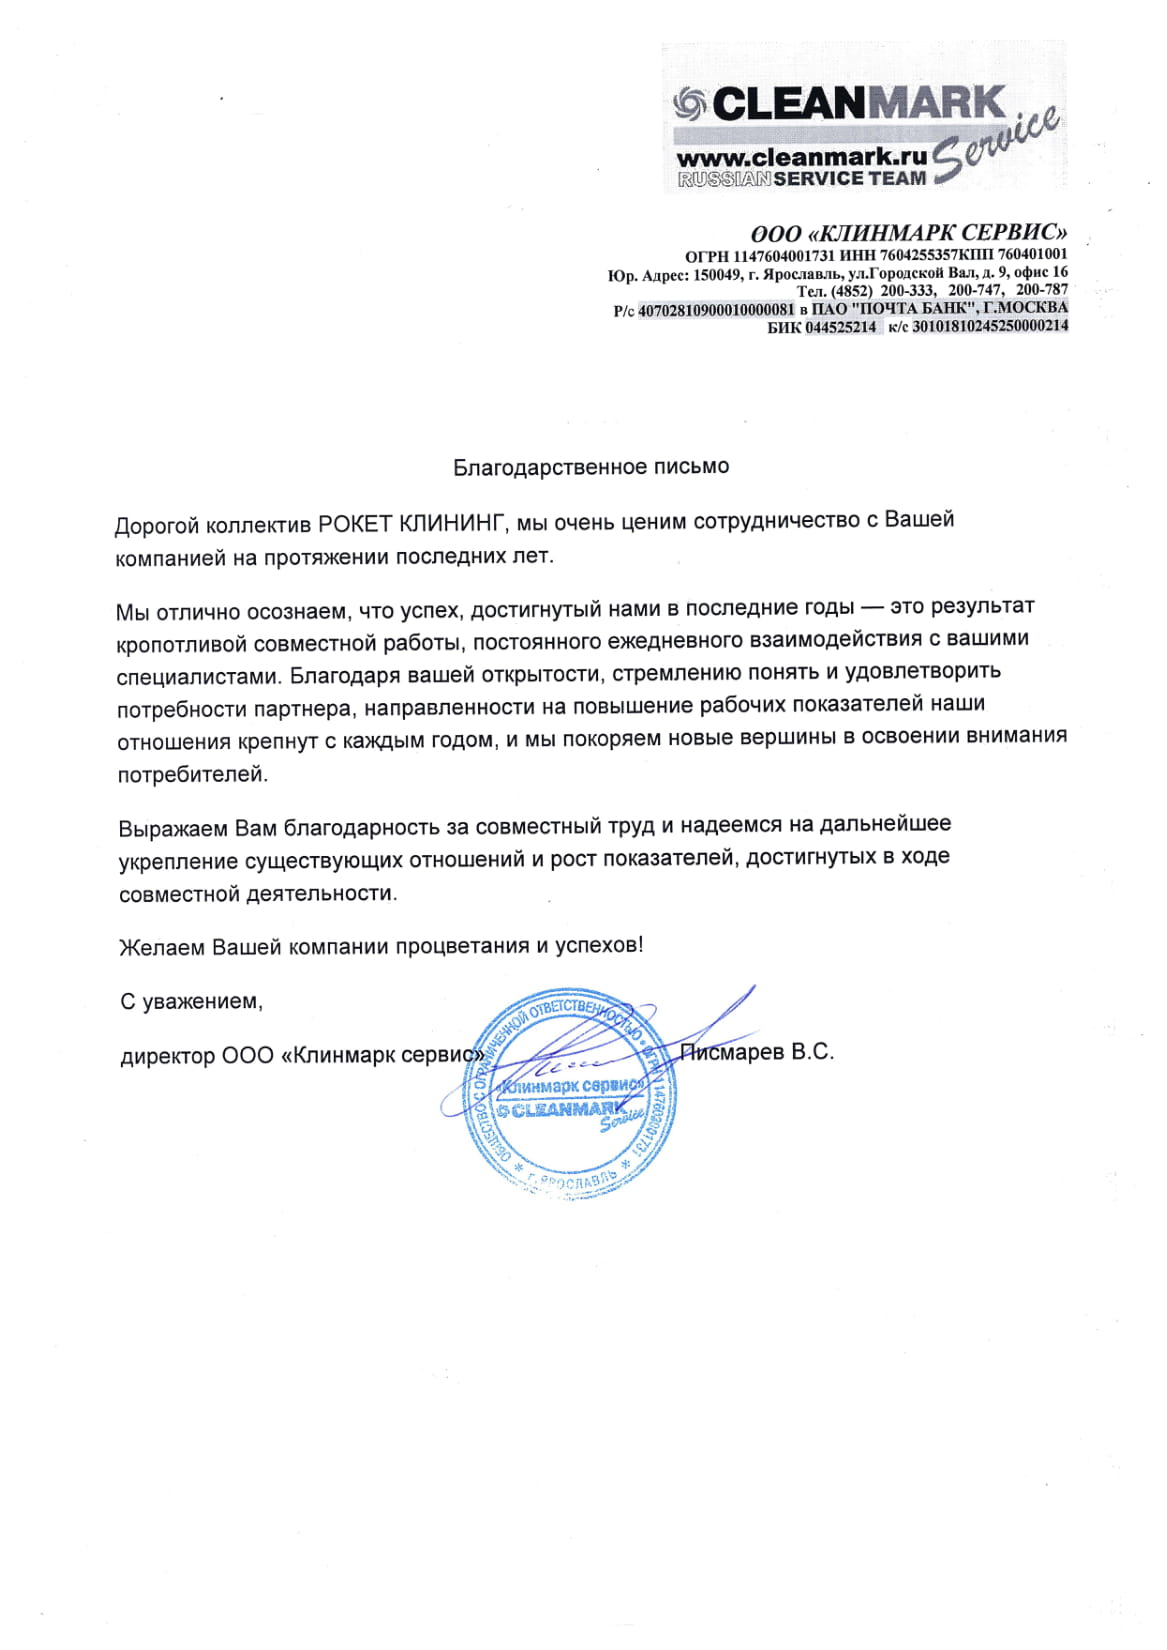 CLEANMARK
Service
www.cleanmark.ru
RUSSIAN SERVICE TEAM
ООО «КЛИНМАРК СЕРВИС»
ОГРН 1147604001731 ИНН 7604255357КПП 760401001
Юр. Адрес: 150049, г. Ярославль, ул.Городской Вал, д. 9, офис 16
Тел. (4852) 200-333, 200-747, 200-787
Р/с 40702810900010000081 в ПАО "ПОЧТА БАНК", Г.МОСКВА
БИК 044525214 к/с 30101810245250000214
Благодарственное письмо
Дорогой коллектив РОКЕТ КЛИНИНГ, мы очень ценим сотрудничество с Вашей
компанией на протяжении последних лет.
Мы отлично осознаем, что успех, достигнутый нами в последние годы — это результат
кропотливой совместной работы, постоянного ежедневного взаимодействия с вашими
специалистами. Благодаря вашей открытости, стремлению понять и удовлетворить
потребности партнера, направленности на повышение рабочих показателей наши
отношения крепнут с каждым годом, и мы покоряем новые вершины в освоении внимания
потребителей.
Выражаем Вам благодарность за совместный труд и надеемся на дальнейшее
укрепление существующих отношений и рост показателей, достигнутых в ходе
совместной деятельности.
Желаем Вашей компании процветания и успехов!
С уважением,
директор ООО «Клинмарк сервис» Писмарев В.С.
ОБЩЕСТВО С ОГРАНИЧЕННОЙ ОТВЕТСТВЕННОСТЬЮ * ОГРН 1147602001731
«Клинмарк сервис»
CLEANMARK
Service
* г. ЯРОСЛАВЛЬ *